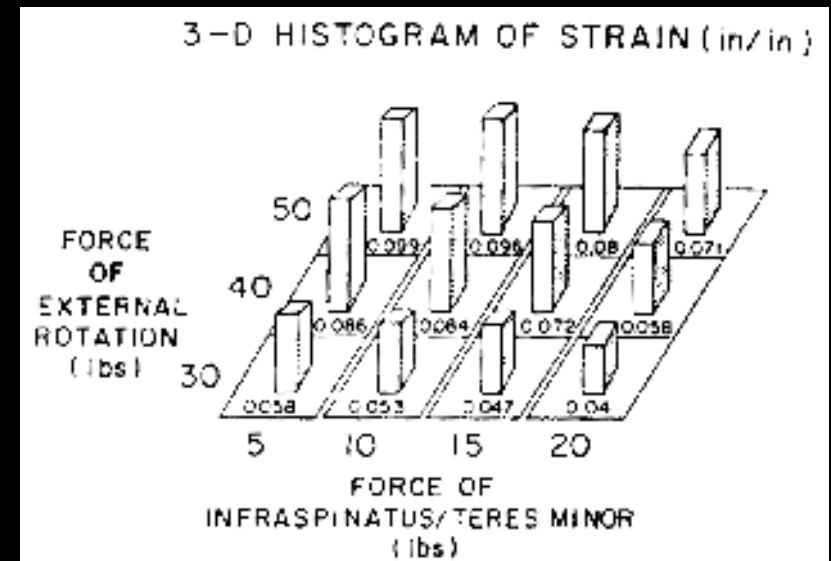 3-D HISTOGRAM OF STRAIN (in/in)
50
0.099 0.096 0.08 0.071
FORCE
OF
EXTERNAL
ROTATION
(lbs)
40
0.086 0.084 0.072 0.058
30
0.058 0.053 0.047 0.04
5 10 15 20
FORCE OF
INFRASPINATUS/TERES MINOR
(lbs)